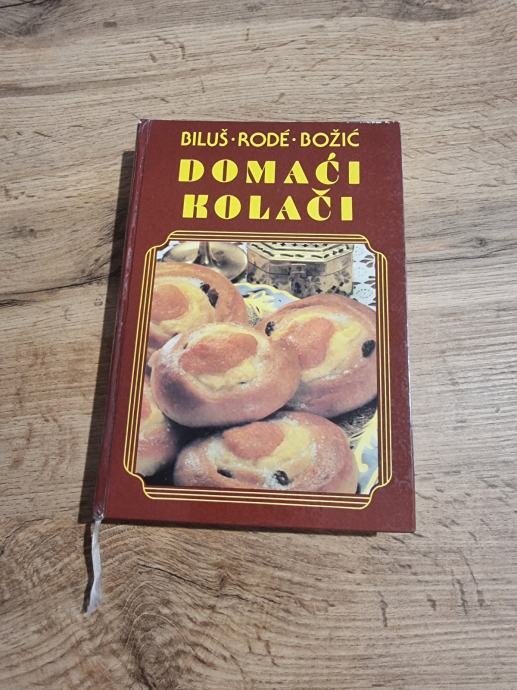 BILUŠ · RODÉ · BOŽIĆ
DOMAĆI
KOLAČI